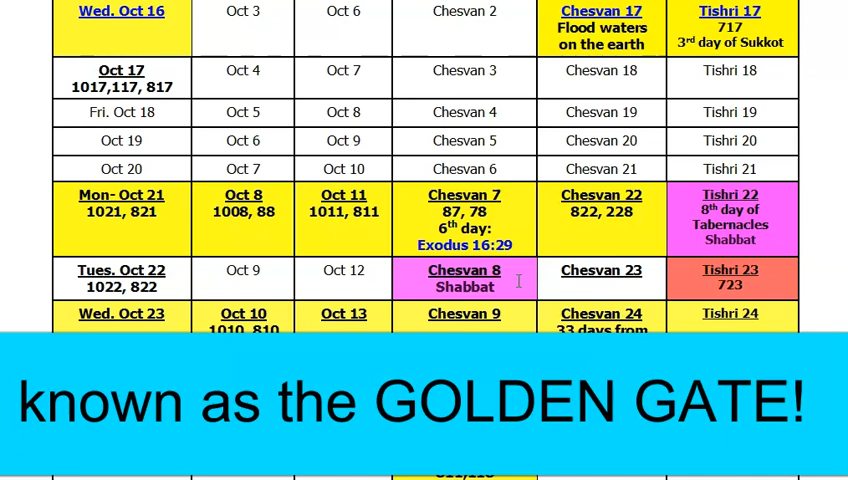 Wed. Oct 16 Oct 3 Oct 6 Chesvan 2 Chesvan 17 Tishri 17
Flood waters 717
on the earth 3rd day of Sukkot
Oct 17 Oct 4 Oct 7 Chesvan 3 Chesvan 18 Tishri 18
1017,117, 817
Fri. Oct 18 Oct 5 Oct 8 Chesvan 4 Chesvan 19 Tishri 19
Oct 19 Oct 6 Oct 9 Chesvan 5 Chesvan 20 Tishri 20
Oct 20 Oct 7 Oct 10 Chesvan 6 Chesvan 21 Tishri 21
Mon- Oct 21 Oct 8 Oct 11 Chesvan 7 Chesvan 22 Tishri 22
1021, 821 1008, 88 1011, 811 87, 78 822, 228 8th day of
6th day: Tabernacles
Exodus 16:29 Shabbat
Tues. Oct 22 Oct 9 Oct 12 Chesvan 8 Chesvan 23 Tishri 23
1022, 822 Shabbat 723
Wed. Oct 23 Oct 10 Oct 13 Chesvan 9 Chesvan 24 Tishri 24
1010, 810 33 days from
known as the GOLDEN GATE!